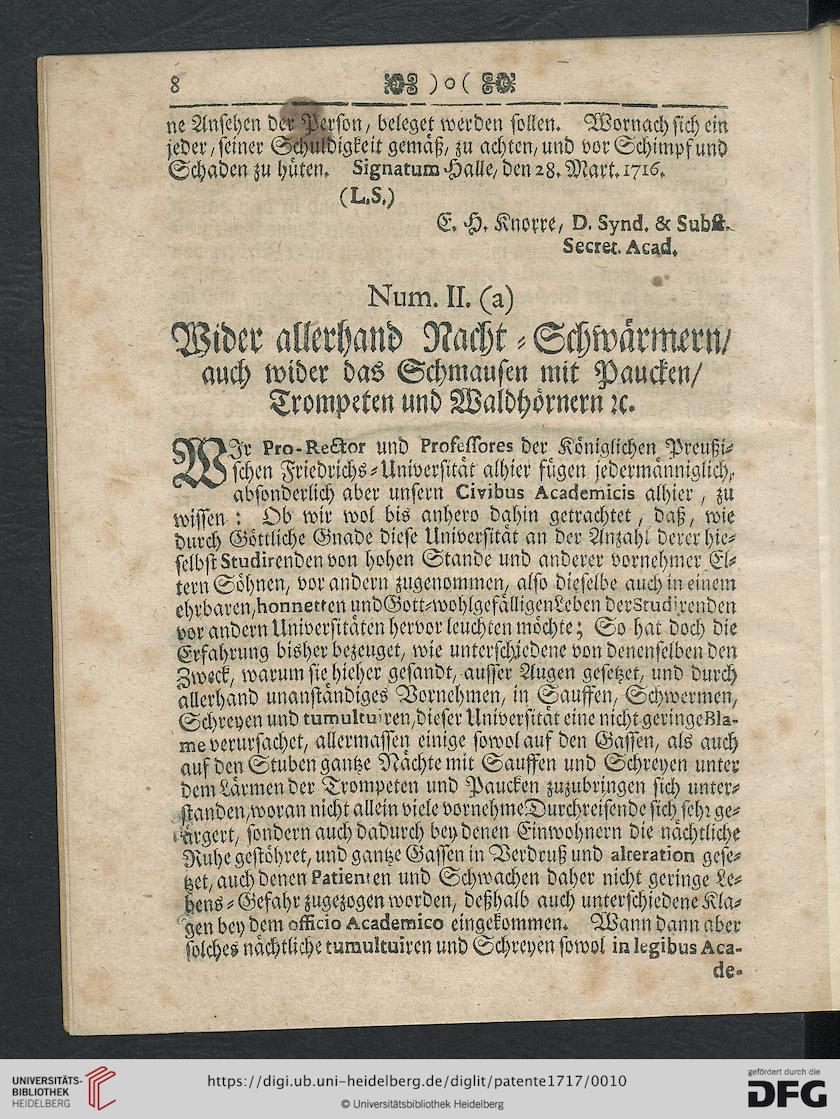 8 ) o (
ne Ansehen der Person, beleget werden sollen. Wornach sich ein
jeder, seiner Schuldigkeit gemäß, zu achten, und vor Schimpf und
Schaden zu hüten. Signatum Halle, den 28. Mart. 1716.
(L.S.)
E. H. Knorre, D. Synd. & Subst.
Secret. Acad.
Num. II. (a)
Wider allerhand Nacht-Schwärmern/
auch wider das Schmausen mit Paucken/
Trompeten und Waldhörnern ꝛc.
WIr Pro-Rector und Professores der Königlichen Preußi-
schen Friedrichs-Universität alhier fügen jedermänniglich,
absonderlich aber unsern Civibus Academicis alhier, zu
wissen: Ob wir wol bis anhero dahin getrachtet, daß, wie
durch Göttliche Gnade diese Universität an der Anzahl derer hie-
selbst Studirenden von hohen Stande und anderer vornehmer El-
tern Söhnen, vor andern zugenommen, also dieselbe auch in einem
ehrbaren, honnetten und Gott-wohlgefälligen Leben der Studirenden
vor andern Universitäten hervor leuchten möchte; So hat doch die
Erfahrung bisher bezeuget, wie unterschiedene von denenselben den
Zweck, warum sie hieher gesandt, ausser Augen gesetzet, und durch
allerhand unanständiges Vornehmen, in Sauffen, Schwermen,
Schreyen und tumultuiren, dieser Universität eine nicht geringe Bla-
me verursachet, allermassen einige sowol auf den Gassen, als auch
auf den Stuben gantze Nächte mit Sauffen und Schreyen unter
dem Lärmen der Trompeten und Paucken zuzubringen sich unter-
standen, woran nicht allein viele vornehme Durchreisende sich sehr ge-
ärgert, sondern auch dadurch bey denen Einwohnern die nächtliche
Ruhe gestöhret, und gantze Gassen in Verdruß und alteration gese-
tzet, auch denen Patienten und Schwachen daher nicht geringe Le-
bens-Gefahr zugezogen worden, deßhalb auch unterschiedene Kla-
gen bey dem officio Academico eingekommen. Wann dann aber
solches nächtliche tumultuiren und Schreyen sowol in legibus Aca-
de-
UNIVERSITÄTS-
BIBLIOTHEK
HEIDELBERG
https://digi.ub.uni-heidelberg.de/diglit/patente1717/0010
© Universitätsbibliothek Heidelberg
gefördert durch die
DFG